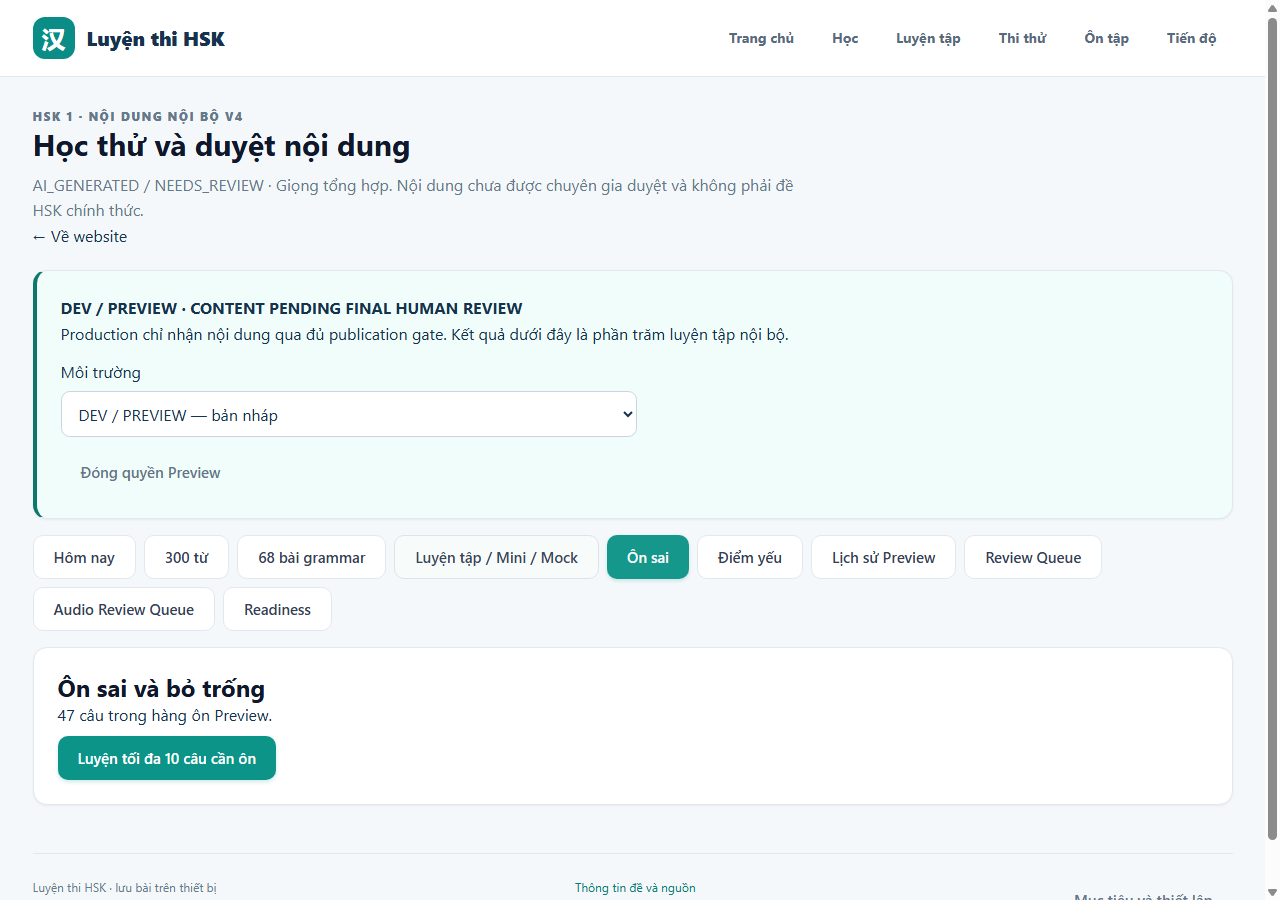 汉 Luyện thi HSK
Trang chủ Học Luyện tập Thi thử Ôn tập Tiến độ
HSK 1 · NỘI DUNG NỘI BỘ V4
Học thử và duyệt nội dung
AI_GENERATED / NEEDS_REVIEW · Giọng tổng hợp. Nội dung chưa được chuyên gia duyệt và không phải đề
HSK chính thức.
← Về website
DEV / PREVIEW · CONTENT PENDING FINAL HUMAN REVIEW
Production chỉ nhận nội dung qua đủ publication gate. Kết quả dưới đây là phần trăm luyện tập nội bộ.
Môi trường
DEV / PREVIEW — bản nháp
Đóng quyền Preview
Hôm nay 300 từ 68 bài grammar Luyện tập / Mini / Mock Ôn sai Điểm yếu Lịch sử Preview Review Queue
Audio Review Queue Readiness
Ôn sai và bỏ trống
47 câu trong hàng ôn Preview.
Luyện tối đa 10 câu cần ôn
Luyện thi HSK · lưu bài trên thiết bị
Thông tin đề và nguồn
Mục tiêu và thiết lập